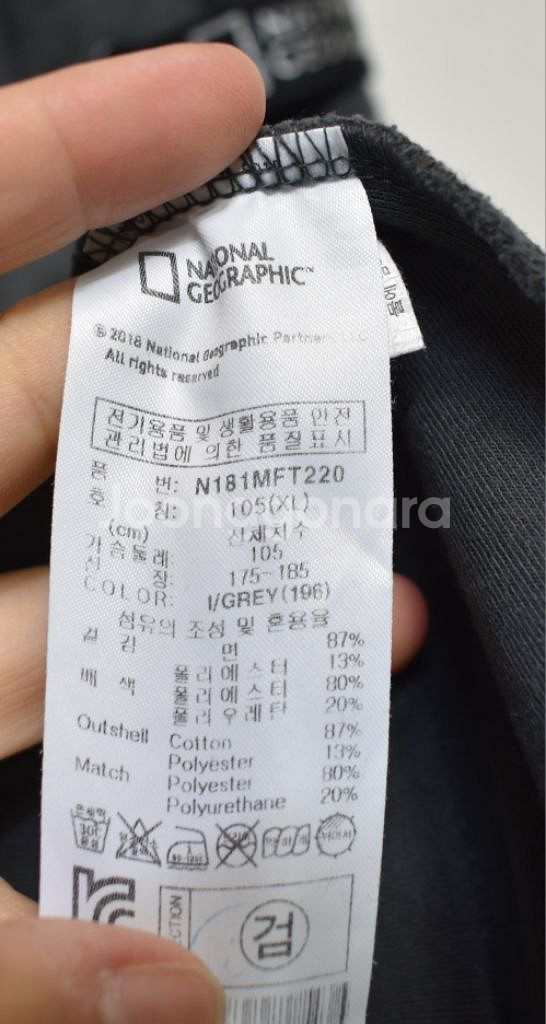 NATIONAL
GEOGRAPHIC™
© 2018 National Geographic Partners LLC
All rights reserved
전기용품 및 생활용품 안전
관리법에 의한 품질표시
품 번: N181MFT220
호 칭: 105(XL)
(cm) 신체치수
가슴둘레: 105
신 장: 175~185
COLOR: I/GREY(196)
섬유의 조성 및 혼용율
겉 감 면 87%
폴리에스터 13%
배 색 폴리에스터 80%
폴리우레탄 20%
Outshell Cotton 87%
Polyester 13%
Match Polyester 80%
Polyurethane 20%
검
joongonara